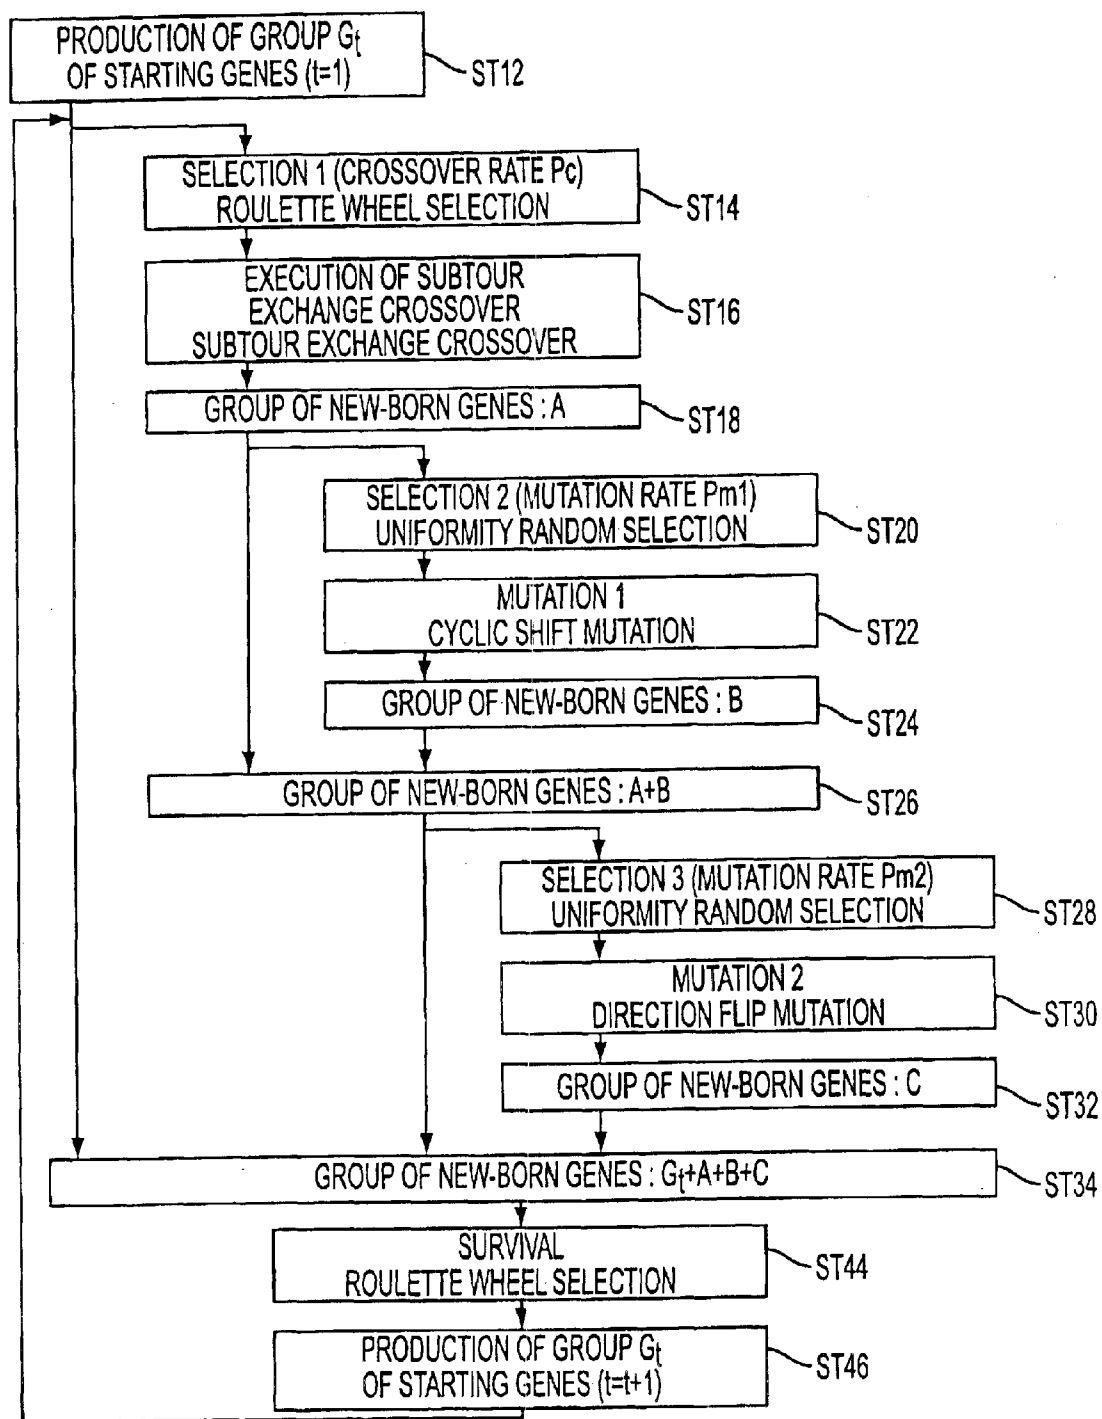 PRODUCTION OF GROUP Gt
OF STARTING GENES (t=1)
ST12
SELECTION 1 (CROSSOVER RATE Pc)
ROULETTE WHEEL SELECTION
ST14
EXECUTION OF SUBTOUR
EXCHANGE CROSSOVER
SUBTOUR EXCHANGE CROSSOVER
ST16
GROUP OF NEW-BORN GENES : A
ST18
SELECTION 2 (MUTATION RATE Pm1)
UNIFORMITY RANDOM SELECTION
ST20
MUTATION 1
CYCLIC SHIFT MUTATION
ST22
GROUP OF NEW-BORN GENES : B
ST24
GROUP OF NEW-BORN GENES : A+B
ST26
SELECTION 3 (MUTATION RATE Pm2)
UNIFORMITY RANDOM SELECTION
ST28
MUTATION 2
DIRECTION FLIP MUTATION
ST30
GROUP OF NEW-BORN GENES : C
ST32
GROUP OF NEW-BORN GENES : Gt+A+B+C
ST34
SURVIVAL
ROULETTE WHEEL SELECTION
ST44
PRODUCTION OF GROUP Gt
OF STARTING GENES (t=t+1)
ST46